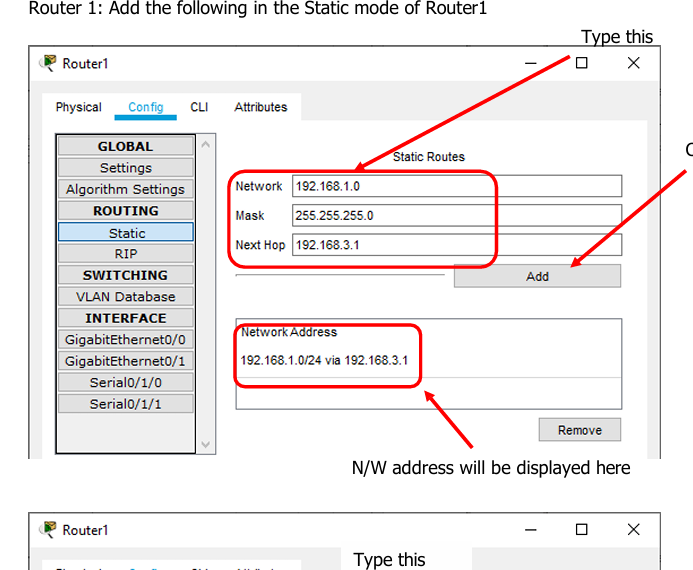 Router 1: Add the following in the Static mode of Router1
Type this
Router1
Physical Config CLI Attributes
GLOBAL
Settings
Algorithm Settings
ROUTING
Static
RIP
SWITCHING
VLAN Database
INTERFACE
GigabitEthernet0/0
GigabitEthernet0/1
Serial0/1/0
Serial0/1/1
Static Routes
Network 192.168.1.0
Mask 255.255.255.0
Next Hop 192.168.3.1
Add
Network Address
192.168.1.0/24 via 192.168.3.1
Remove
N/W address will be displayed here
Router1
Type this